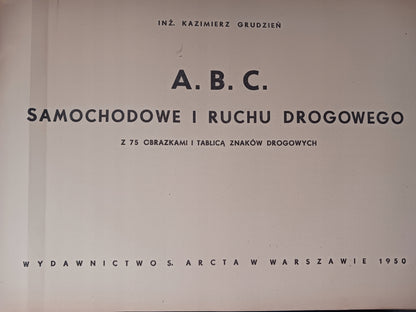 INŻ. KAZIMIERZ GRUDZIEŃ
A. B. C.
SAMOCHODOWE I RUCHU DROGOWEGO
Z 75 OBRAZKAMI I TABLICĄ ZNAKÓW DROGOWYCH
WYDAWNICTWO S. ARCTA W WARSZAWIE 1950